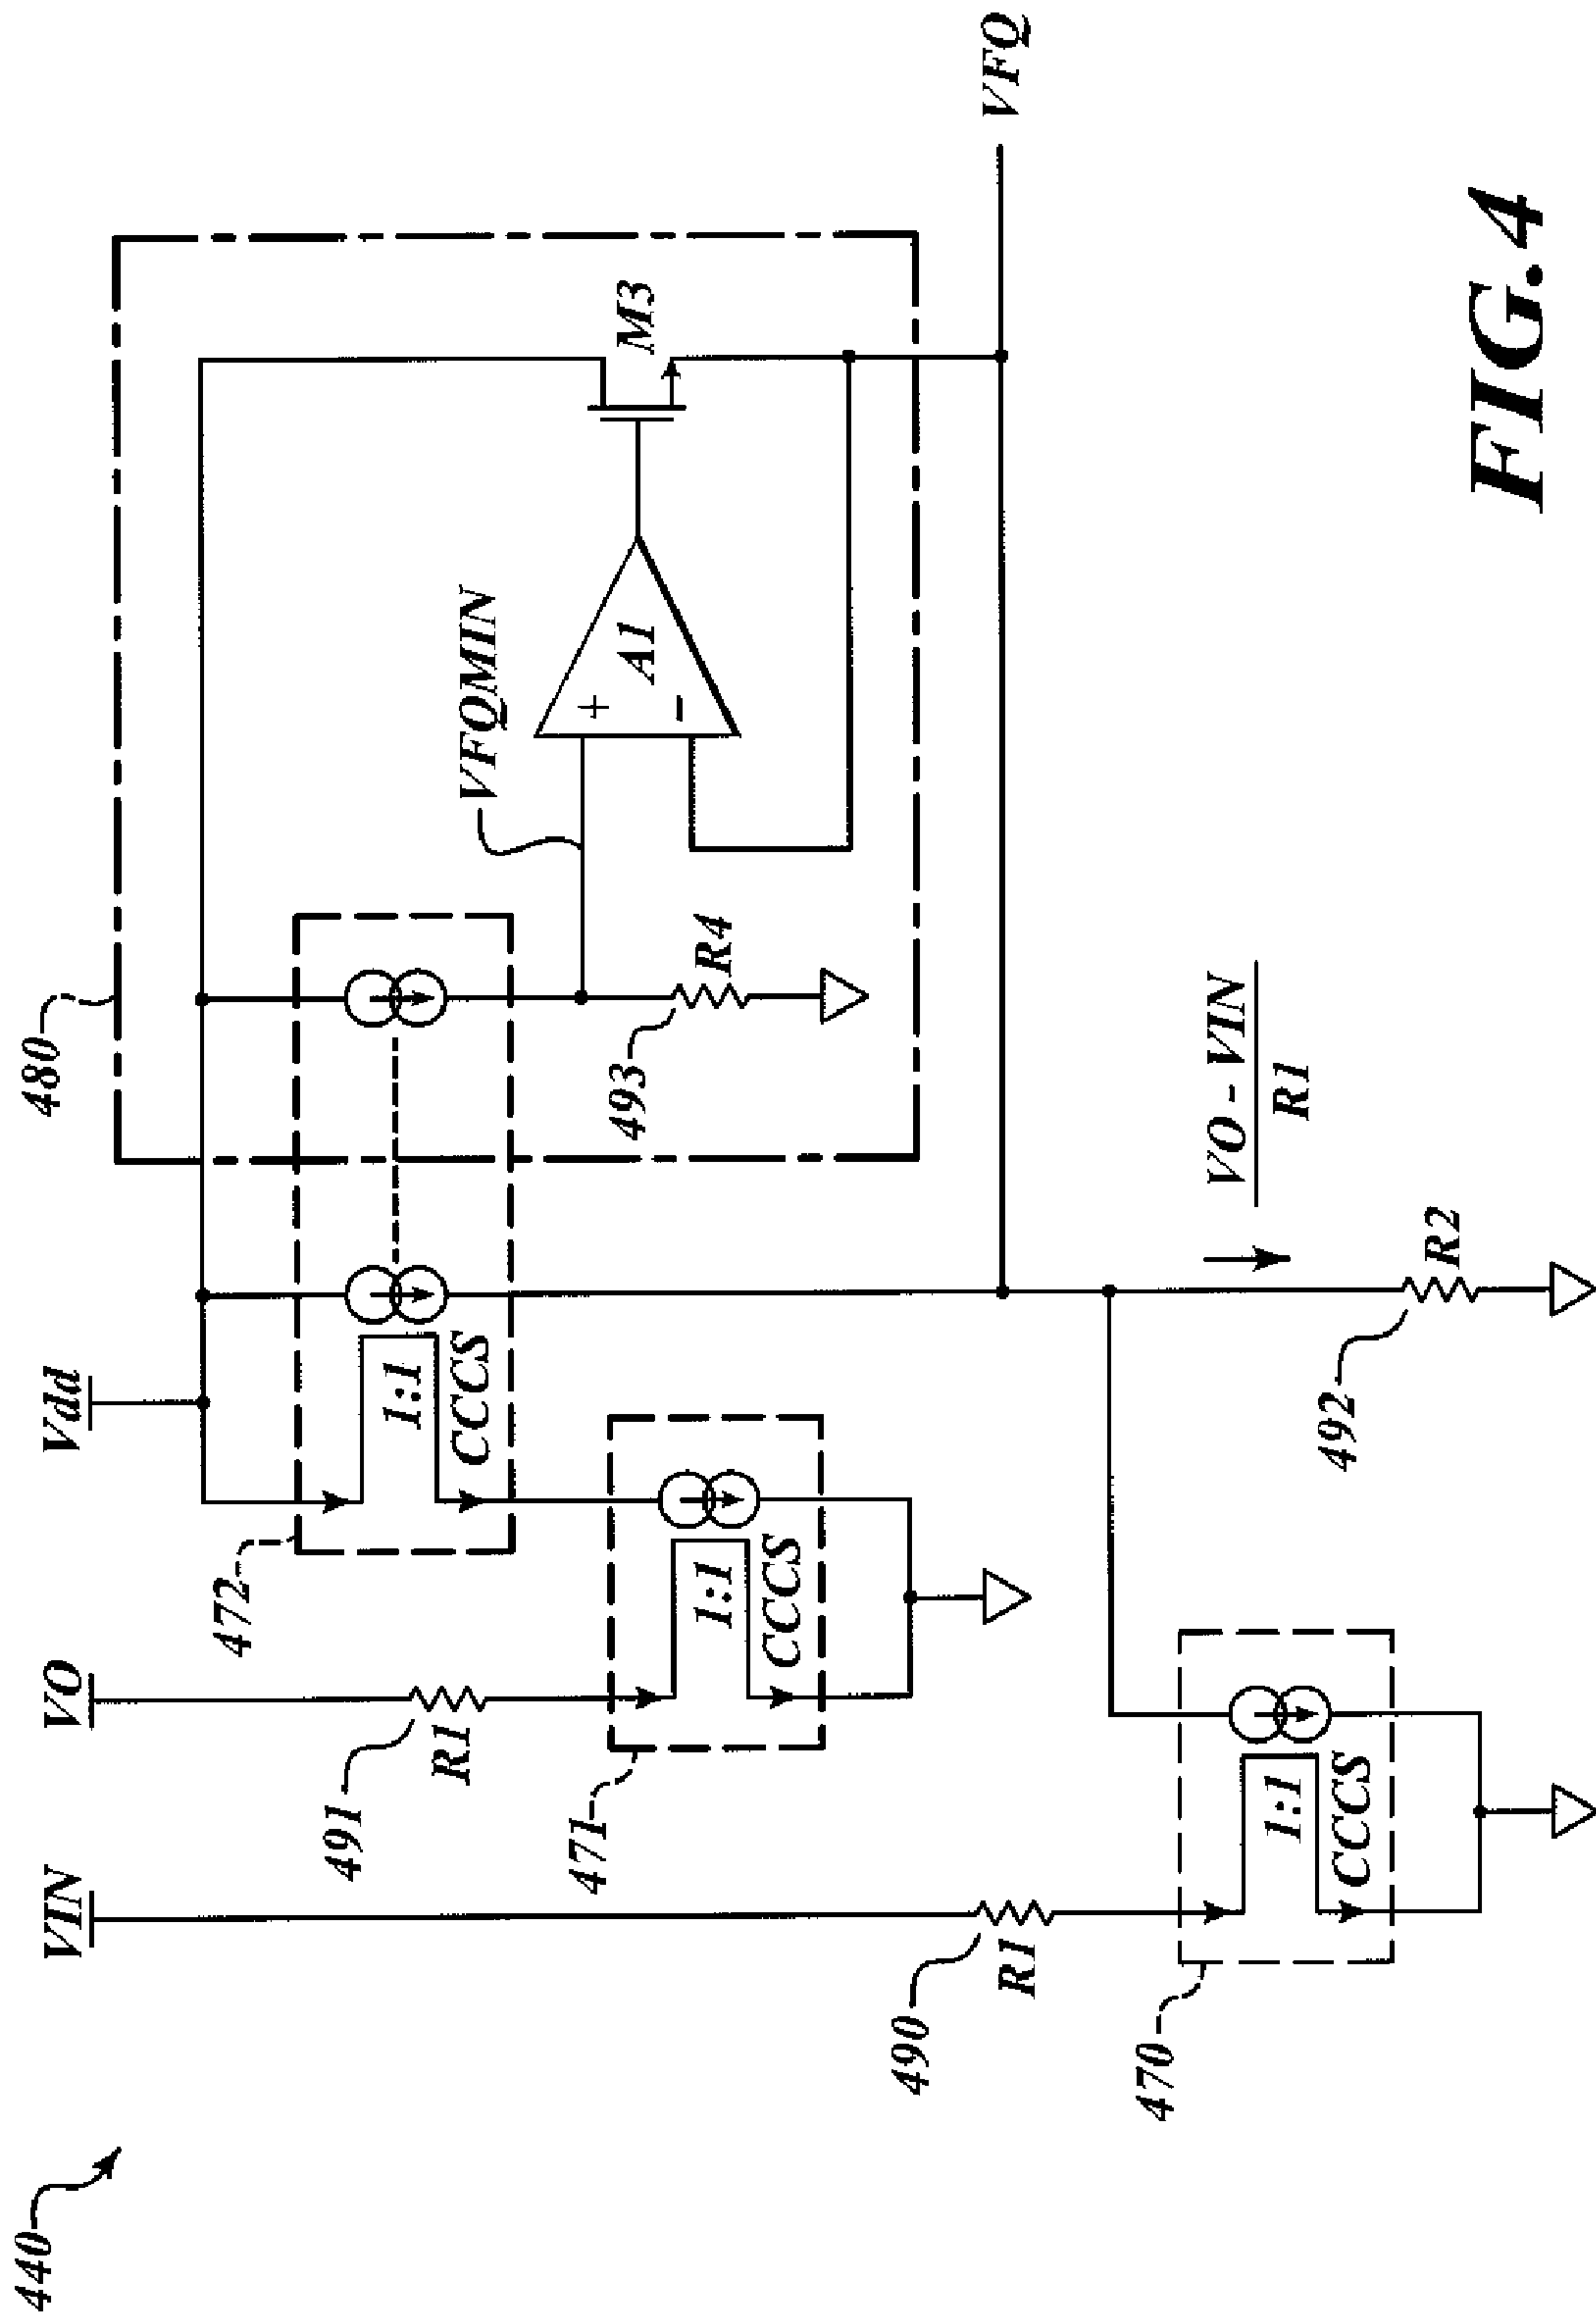 440
VIN
VO
Vdd
480
472
1:1
CCCS
VFQMIN
+
A1
-
M3
491
R1
471
1:1
CCCS
493
R4
VFQ
490
R1
VO - VIN
R1
470
1:1
CCCS
492
R2
FIG.4